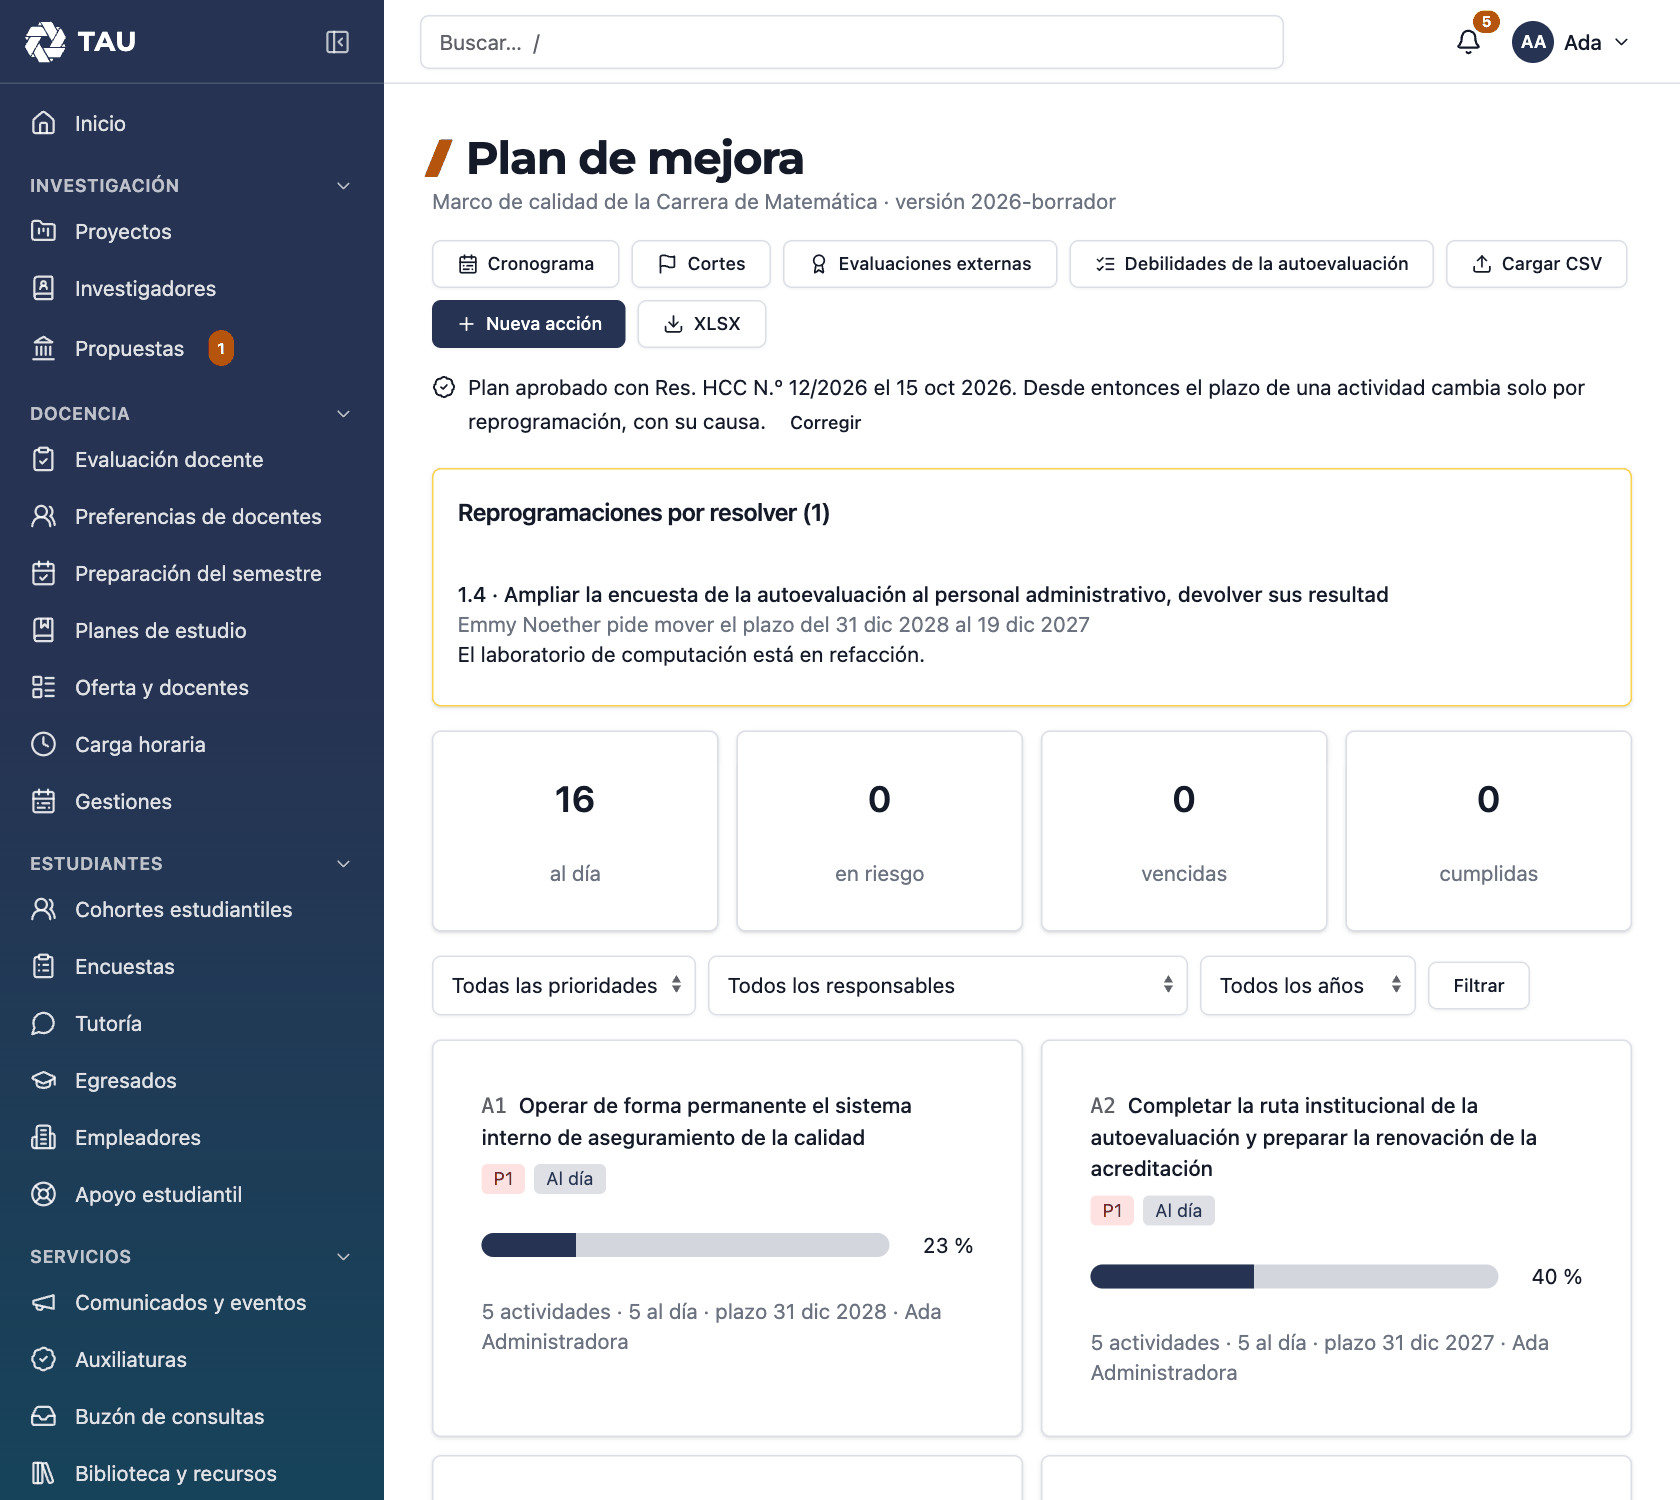 TAU
Buscar... /
5
AA
Ada
Inicio
INVESTIGACIÓN
Proyectos
Investigadores
Propuestas 1
DOCENCIA
Evaluación docente
Preferencias de docentes
Preparación del semestre
Planes de estudio
Oferta y docentes
Carga horaria
Gestiones
ESTUDIANTES
Cohortes estudiantiles
Encuestas
Tutoría
Egresados
Empleadores
Apoyo estudiantil
SERVICIOS
Comunicados y eventos
Auxiliaturas
Buzón de consultas
Biblioteca y recursos
Plan de mejora
Marco de calidad de la Carrera de Matemática · versión 2026-borrador
Cronograma
Cortes
Evaluaciones externas
Debilidades de la autoevaluación
Cargar CSV
Nueva acción
XLSX
Plan aprobado con Res. HCC N.º 12/2026 el 15 oct 2026. Desde entonces el plazo de una actividad cambia solo por
reprogramación, con su causa. Corregir
Reprogramaciones por resolver (1)
1.4 · Ampliar la encuesta de la autoevaluación al personal administrativo, devolver sus resultad
Emmy Noether pide mover el plazo del 31 dic 2028 al 19 dic 2027
El laboratorio de computación está en refacción.
16
al día
0
en riesgo
0
vencidas
0
cumplidas
Todas las prioridades
Todos los responsables
Todos los años
Filtrar
A1 Operar de forma permanente el sistema
interno de aseguramiento de la calidad
P1 Al día
23 %
5 actividades · 5 al día · plazo 31 dic 2028 · Ada
Administradora
A2 Completar la ruta institucional de la
autoevaluación y preparar la renovación de la
acreditación
P1 Al día
40 %
5 actividades · 5 al día · plazo 31 dic 2027 · Ada
Administradora